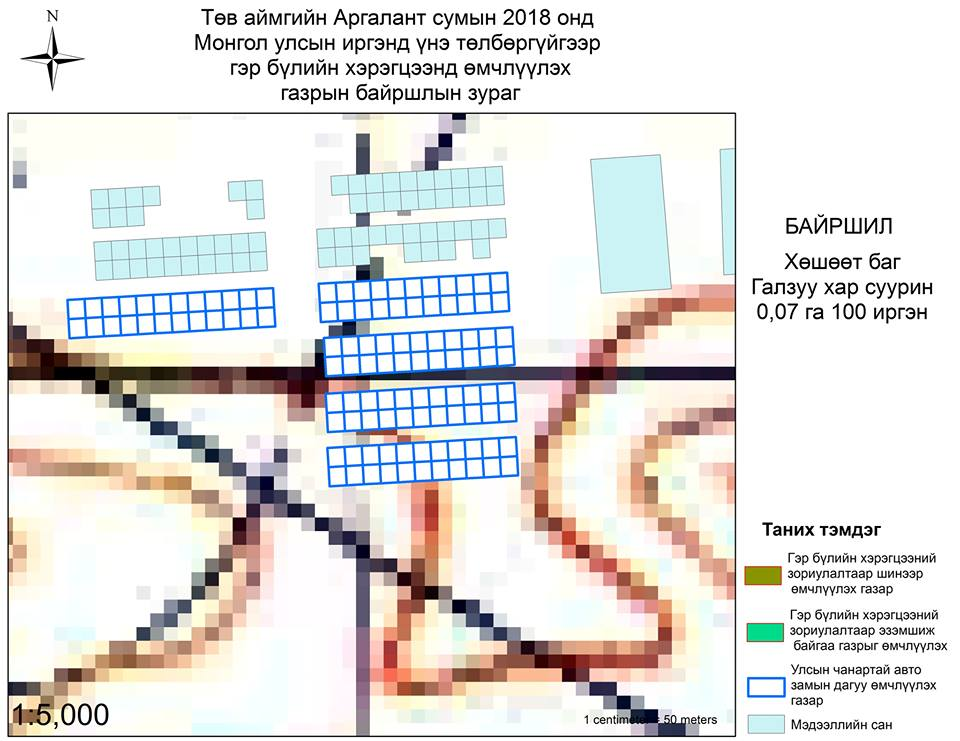 N
Төв аймгийн Аргалант сумын 2018 онд
Монгол улсын иргэнд үнэ төлбөргүйгээр
гэр бүлийн хэрэгцээнд өмчлүүлэх
газрын байршлын зураг
БАЙРШИЛ
Хөшөөт баг
Галзуу хар суурин
0,07 га 100 иргэн
Таних тэмдэг
Гэр бүлийн хэрэгцээний
зориулалтаар шинээр
өмчлүүлэх газар
Гэр бүлийн хэрэгцээний
зориулалтаар эзэмшиж
байгаа газрыг өмчлүүлэх
Улсын чанартай авто
замын дагуу өмчлүүлэх
газар
Мэдээллийн сан
1:5,000
1 centimeter = 50 meters